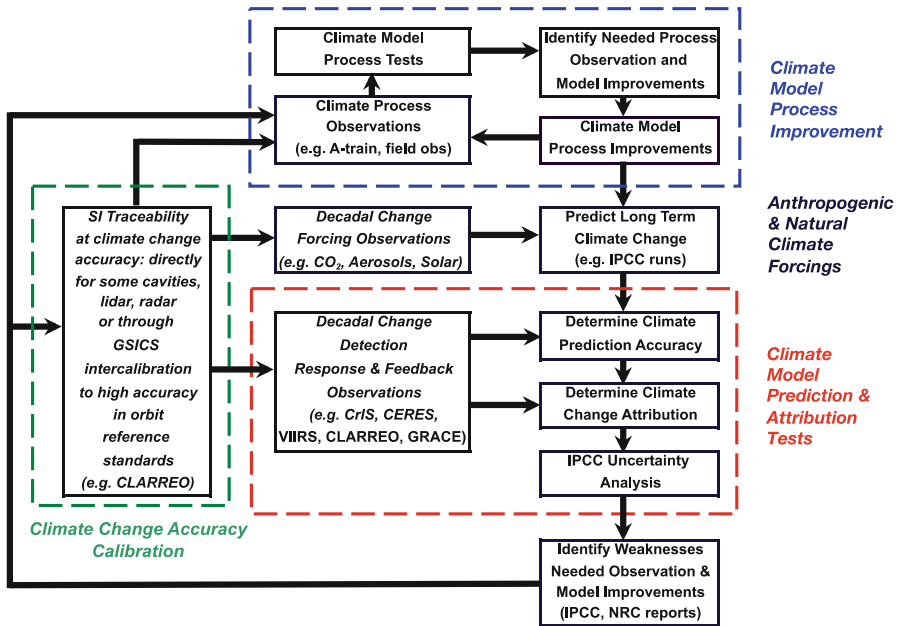 Climate Model
Process Tests
Identify Needed Process
Observation and
Model Improvements
Climate Process
Observations
(e.g. A-train, field obs)
Climate Model
Process Improvements
Climate
Model
Process
Improvement
SI Traceability
at climate change
accuracy: directly
for some cavities,
lidar, radar
or through
GSICS
intercalibration
to high accuracy
in orbit
reference
standards
(e.g. CLARREO)
Decadal Change
Forcing Observations
(e.g. CO₂, Aerosols, Solar)
Predict Long Term
Climate Change
(e.g. IPCC runs)
Anthropogenic
& Natural
Climate
Forcings
Decadal Change
Detection
Response & Feedback
Observations
(e.g. CrIS, CERES,
VIIRS, CLARREO, GRACE)
Determine Climate
Prediction Accuracy
Determine Climate
Change Attribution
IPCC Uncertainty
Analysis
Climate
Model
Prediction &
Attribution
Tests
Climate Change Accuracy
Calibration
Identify Weaknesses
Needed Observation &
Model Improvements
(IPCC, NRC reports)